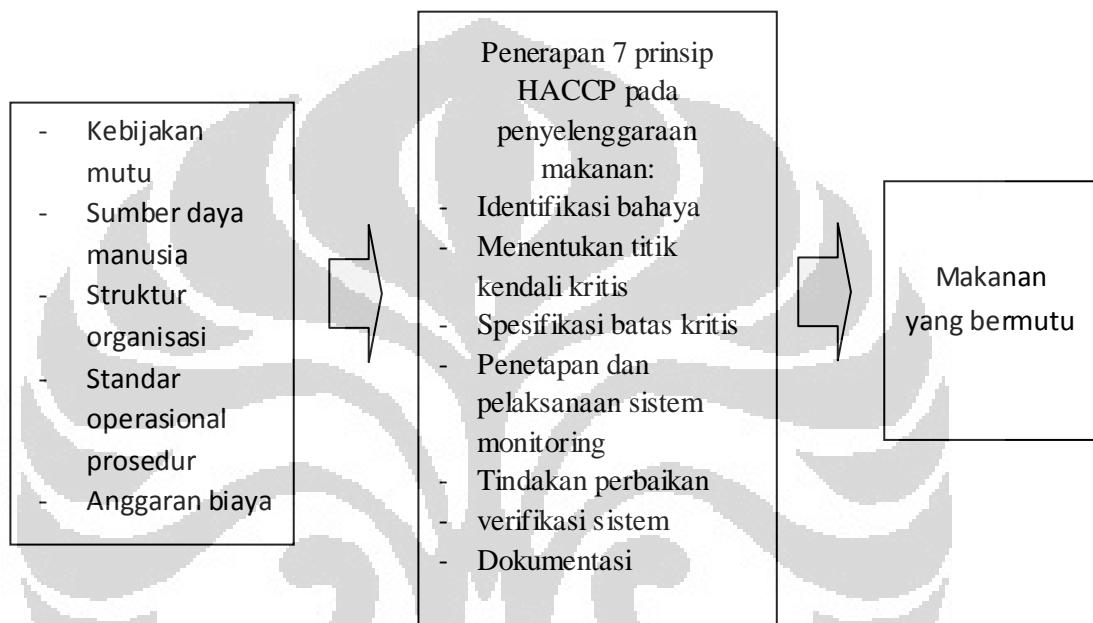 - Kebijakan
mutu
- Sumber daya
manusia
- Struktur
organisasi
- Standar
operasional
prosedur
- Anggaran biaya
Penerapan 7 prinsip
HACCP pada
penyelenggaraan
makanan:
- Identifikasi bahaya
- Menentukan titik
kendali kritis
- Spesifikasi batas kritis
- Penetapan dan
pelaksanaan sistem
monitoring
- Tindakan perbaikan
- verifikasi sistem
- Dokumentasi
Makanan
yang bermutu